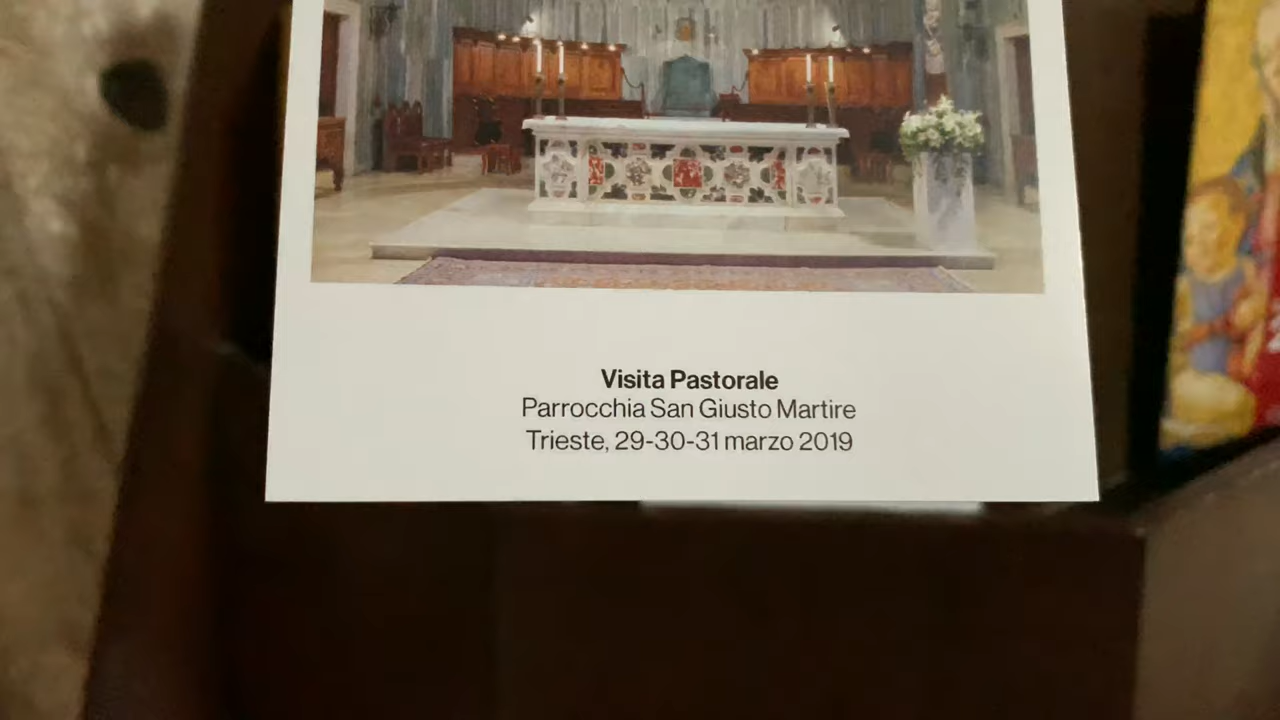 Visita Pastorale
Parrocchia San Giusto Martire
Trieste, 29-30-31 marzo 2019